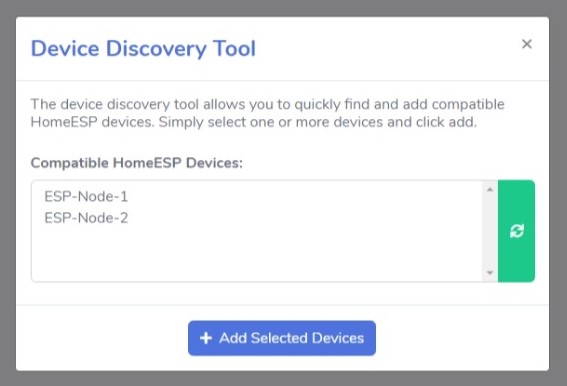 Device Discovery Tool
×
The device discovery tool allows you to quickly find and add compatible
HomeESP devices. Simply select one or more devices and click add.
Compatible HomeESP Devices:
ESP-Node-1
ESP-Node-2
+ Add Selected Devices